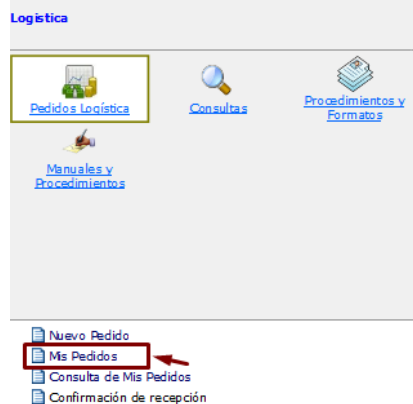 Logística
Pedidos Logística
Consultas
Procedimientos y
Formatos
Manuales y
Procedimientos
Nuevo Pedido
Mis Pedidos
Consulta de Mis Pedidos
Confirmación de recepción